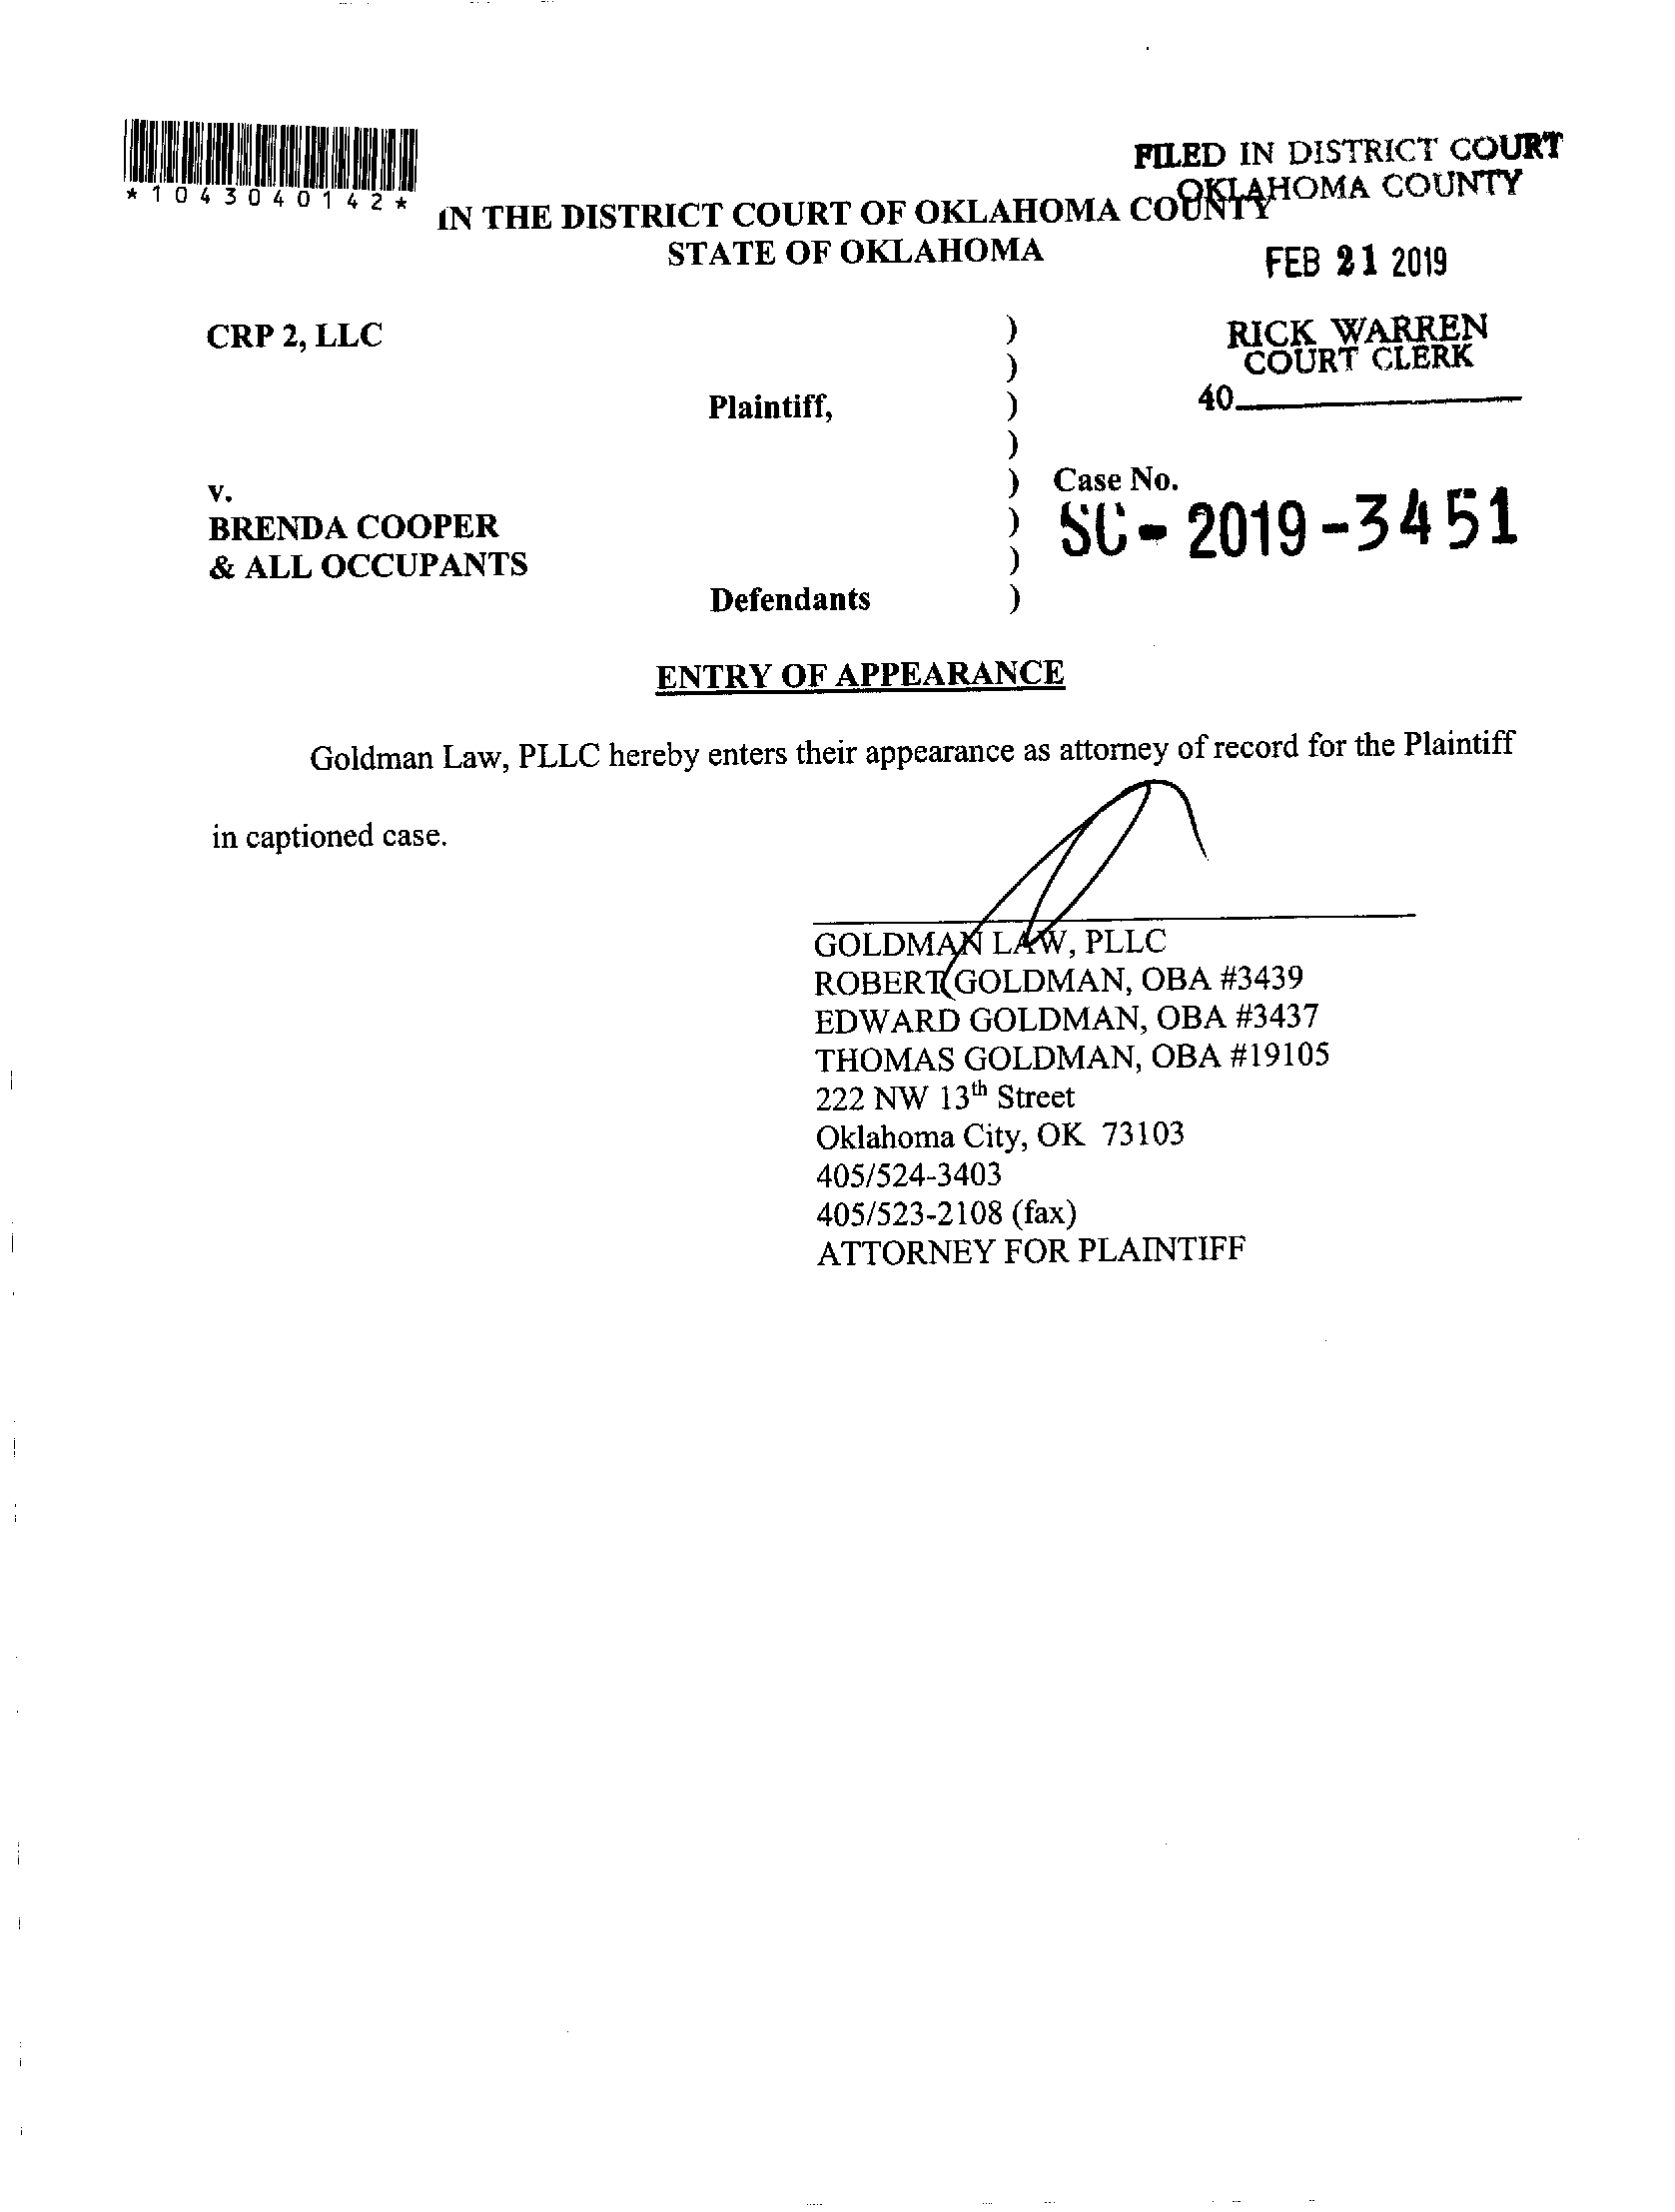 *1043040142*
FILED IN DISTRICT COURT
OKLAHOMA COUNTY
IN THE DISTRICT COURT OF OKLAHOMA COUNTY
STATE OF OKLAHOMA
FEB 21 2019
RICK WARREN
COURT CLERK
40
CRP 2, LLC )
)
Plaintiff, )
)
v. ) Case No.
BRENDA COOPER ) SC-2019-3451
& ALL OCCUPANTS )
Defendants )
ENTRY OF APPEARANCE
Goldman Law, PLLC hereby enters their appearance as attorney of record for the Plaintiff
in captioned case.
GOLDMAN LAW, PLLC
ROBERT GOLDMAN, OBA #3439
EDWARD GOLDMAN, OBA #3437
THOMAS GOLDMAN, OBA #19105
222 NW 13th Street
Oklahoma City, OK 73103
405/524-3403
405/523-2108 (fax)
ATTORNEY FOR PLAINTIFF